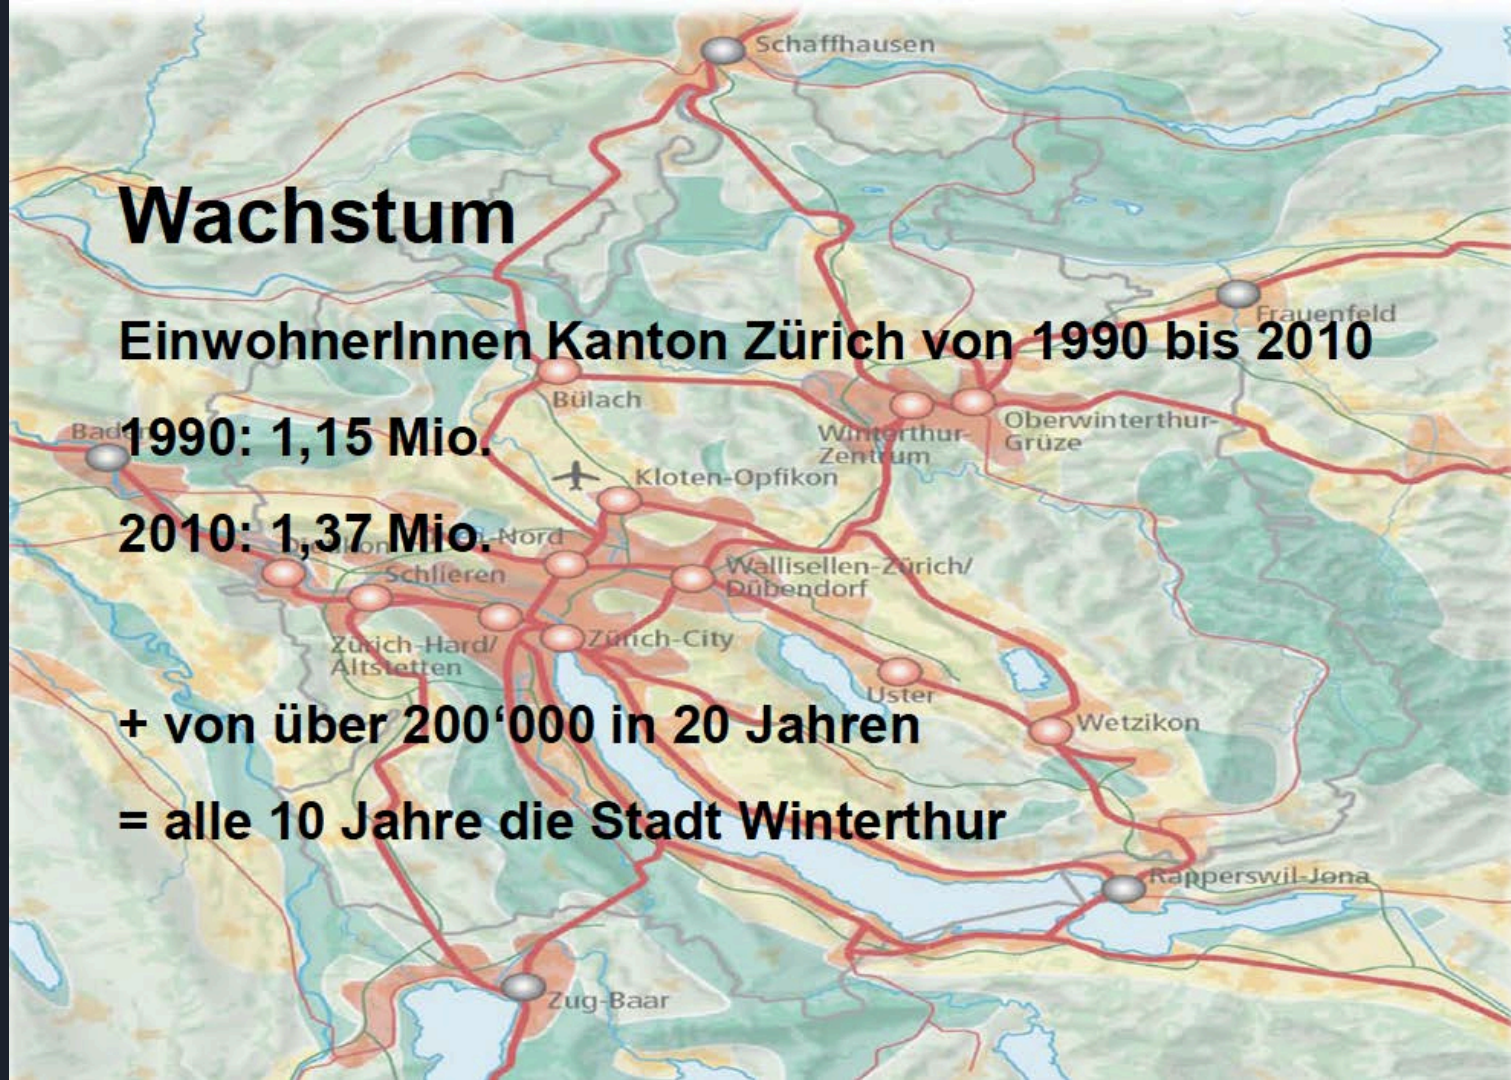 Schaffhausen
Wachstum
Frauenfeld
EinwohnerInnen Kanton Zürich von 1990 bis 2010
Bülach
Oberwinterthur-
Grüze
Winterthur-
Zentrum
Baden
1990: 1,15 Mio.
Kloten-Opfikon
2010: 1,37 Mio.
-Nord
Schlieren
Wallisellen-Zürich/
Dübendorf
Zürich-Hard/
Altstetten
Zürich-City
Uster
+ von über 200‘000 in 20 Jahren
Wetzikon
= alle 10 Jahre die Stadt Winterthur
Rapperswil-Jona
Zug-Baar